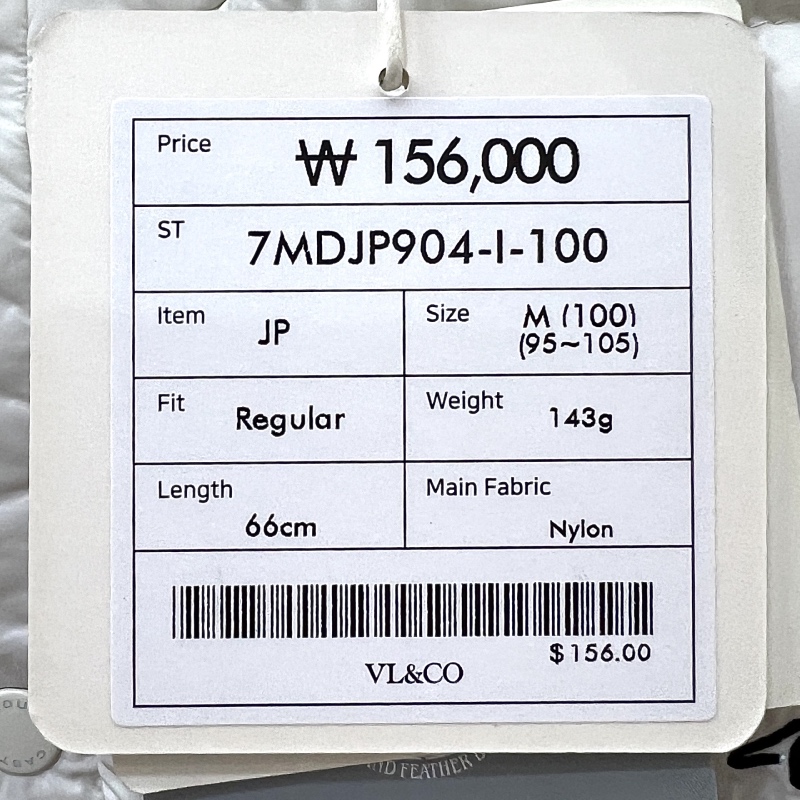 Price ₩ 156,000
ST 7MDJP904-I-100
Item JP
Size M (100)
(95~105)
Fit Regular
Weight 143g
Length 66cm
Main Fabric
Nylon
$156.00
VL&CO
FEATHER